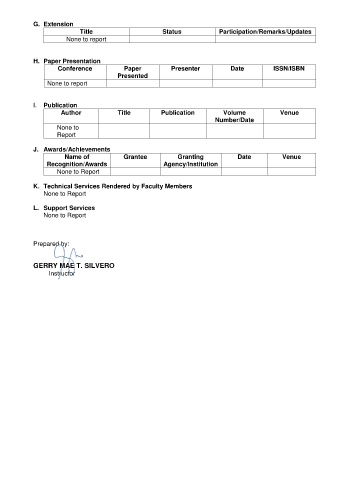 G. Extension
Title Status Participation/Remarks/Updates
None to report
H. Paper Presentation
Conference Paper Presented Presenter Date ISSN/ISBN
None to report
I. Publication
Author Title Publication Volume Number/Date Venue
None to Report
J. Awards/Achievements
Name of Recognition/Awards Grantee Granting Agency/Institution Date Venue
None to Report
K. Technical Services Rendered by Faculty Members
None to Report
L. Support Services
None to Report
Prepared by:
GERRY MAE T. SILVERO
Instructor